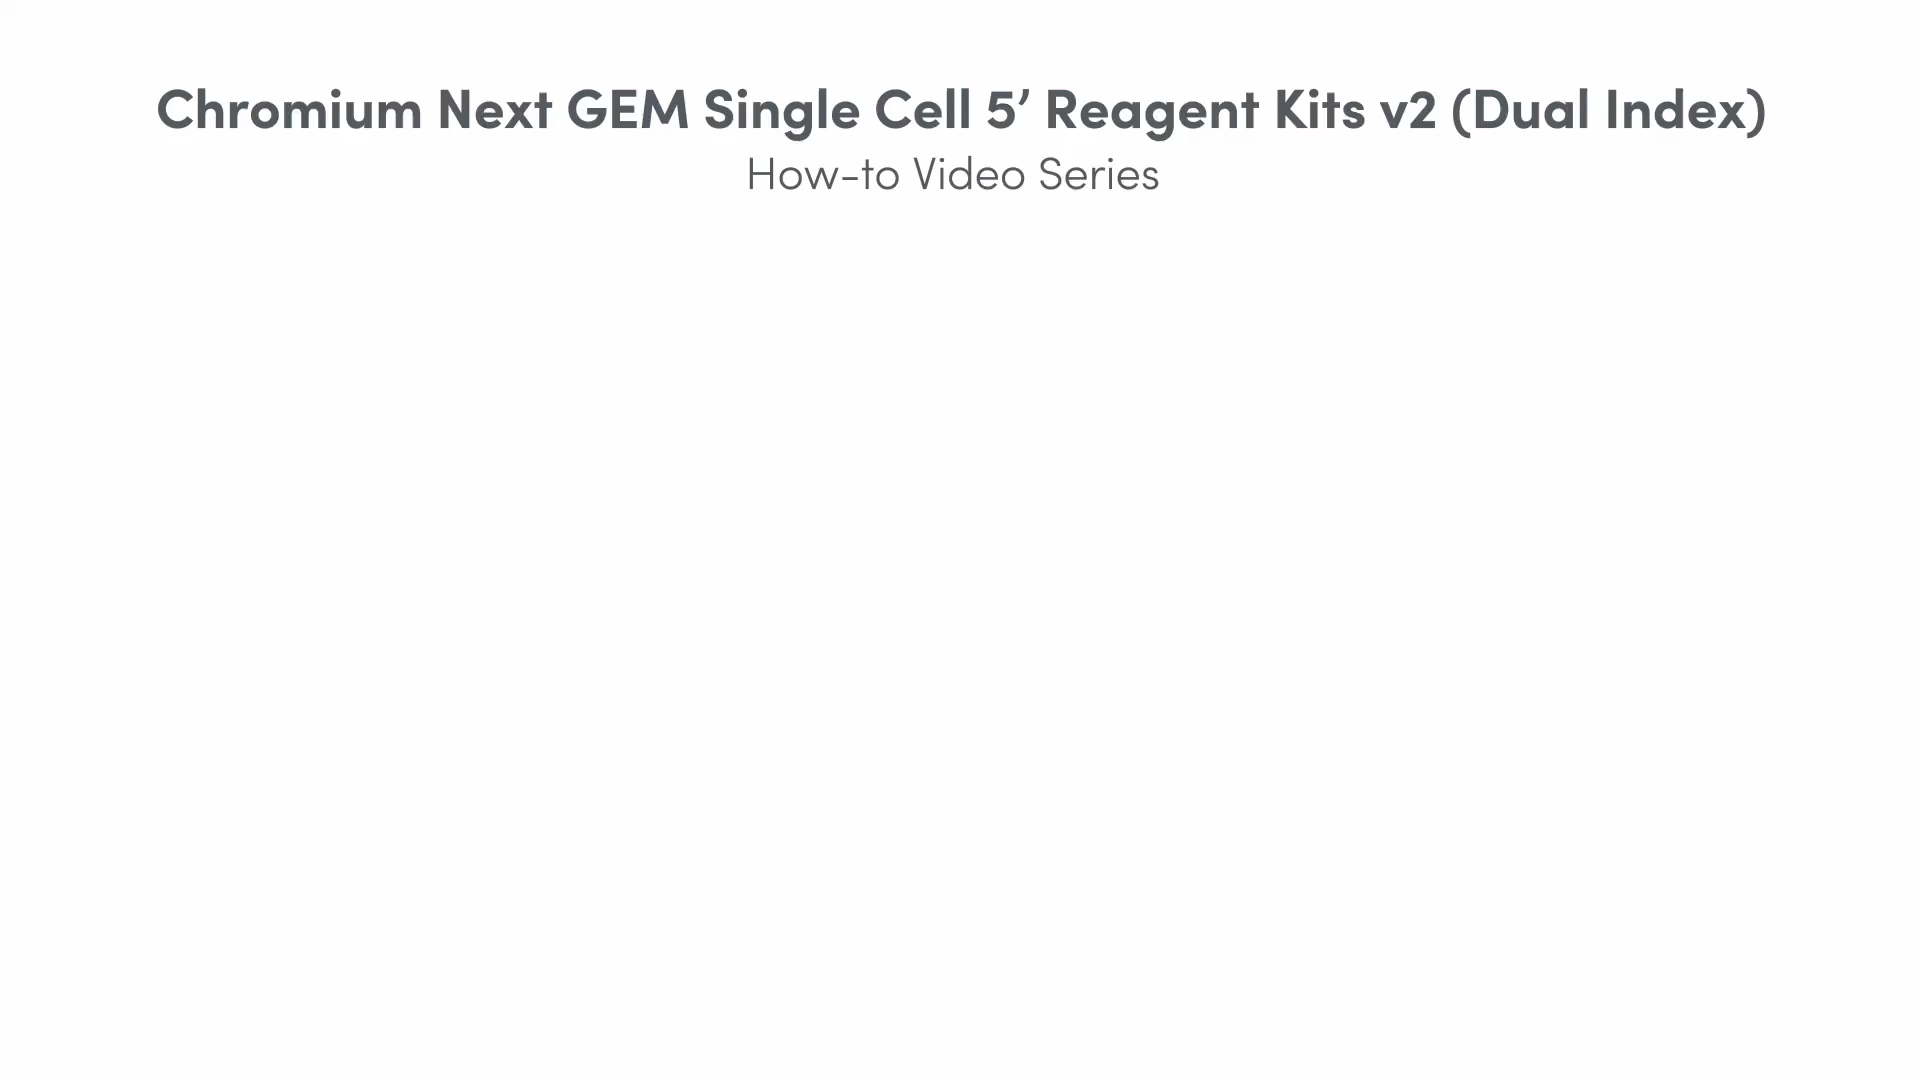 Chromium Next GEM Single Cell 5’ Reagent Kits v2 (Dual Index)
How-to Video Series